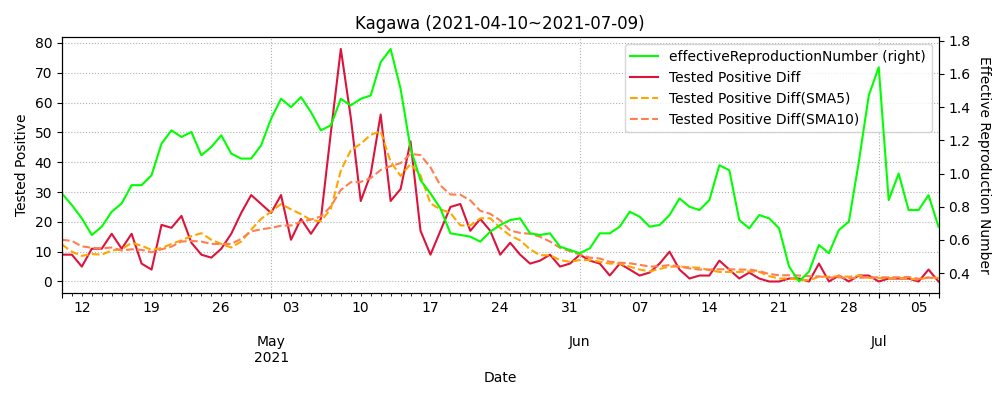 Kagawa (2021-04-10~2021-07-09)
effectiveReproductionNumber (right)
Tested Positive Diff
Tested Positive Diff(SMA5)
Tested Positive Diff(SMA10)
Tested Positive
80
70
60
50
40
30
20
10
0
Effective Reproduction Number
1.8
1.6
1.4
1.2
1.0
0.8
0.6
0.4
12 19 26 03 10 17 24 31 07 14 21 28 05
May Jun Jul
2021
Date